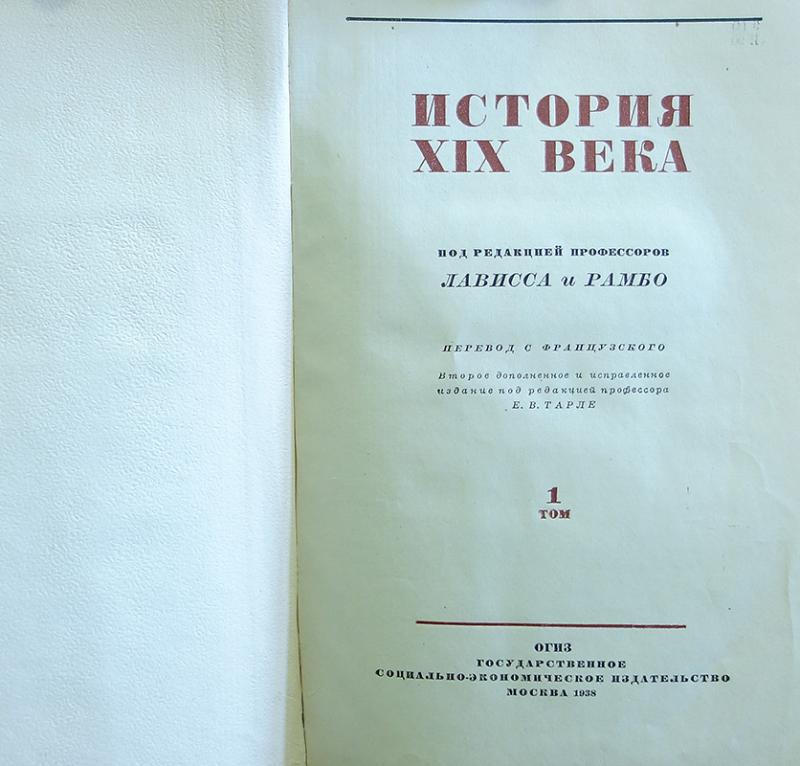 ИСТОРИЯ
XIX ВЕКА
ПОД РЕДАКЦИЕЙ ПРОФЕССОРОВ
ЛАВИССА и РАМБО
ПЕРЕВОД С ФРАНЦУЗСКОГО
Второе дополненное и исправленное
издание под редакцией профессора
Е. В. ТАРЛЕ
1
ТОМ
ОГИЗ
ГОСУДАРСТВЕННОЕ
СОЦИАЛЬНО-ЭКОНОМИЧЕСКОЕ ИЗДАТЕЛЬСТВО
МОСКВА 1938